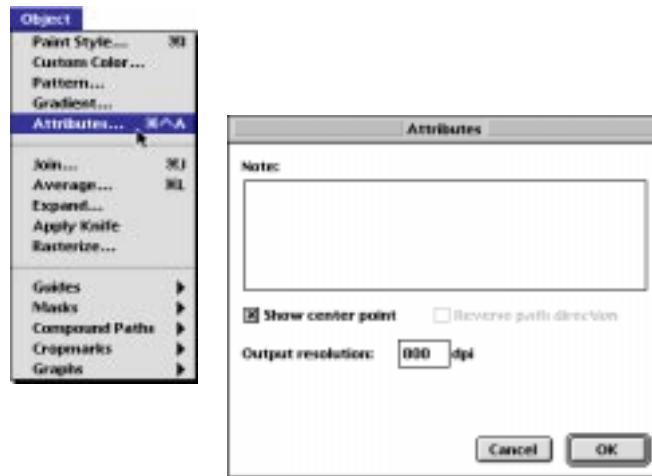 Object
Paint Style... ⌘I
Custom Color...
Pattern...
Gradient...
Attributes... ⌘^A
Join... ⌘J
Average... ⌘L
Expand...
Apply Knife
Rasterize...
Guides
Masks
Compound Paths
Cropmarks
Graphs
Attributes
Note:
Show center point
Reverse path direction
Output resolution: 800 dpi
Cancel
OK